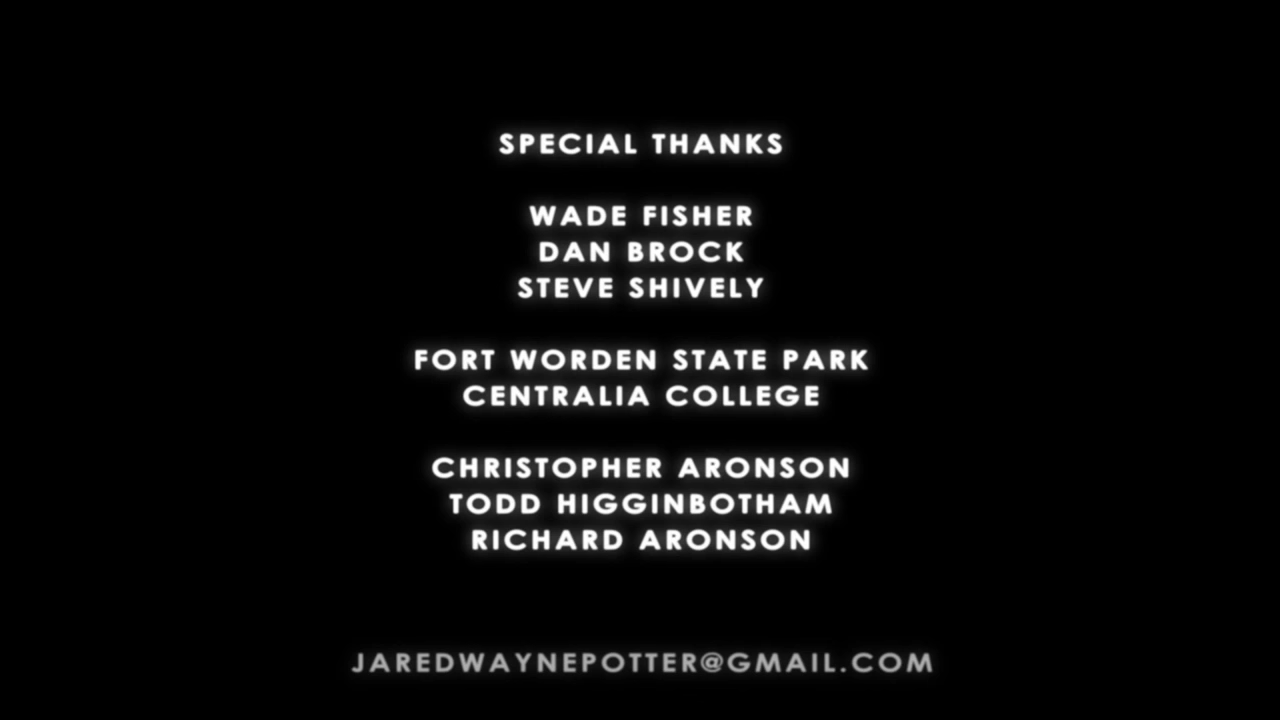 SPECIAL THANKS
WADE FISHER
DAN BROCK
STEVE SHIVELY
FORT WORDEN STATE PARK
CENTRALIA COLLEGE
CHRISTOPHER ARONSON
TODD HIGGINBOTHAM
RICHARD ARONSON
JAREDWAYNEPOTTER@GMAIL.COM